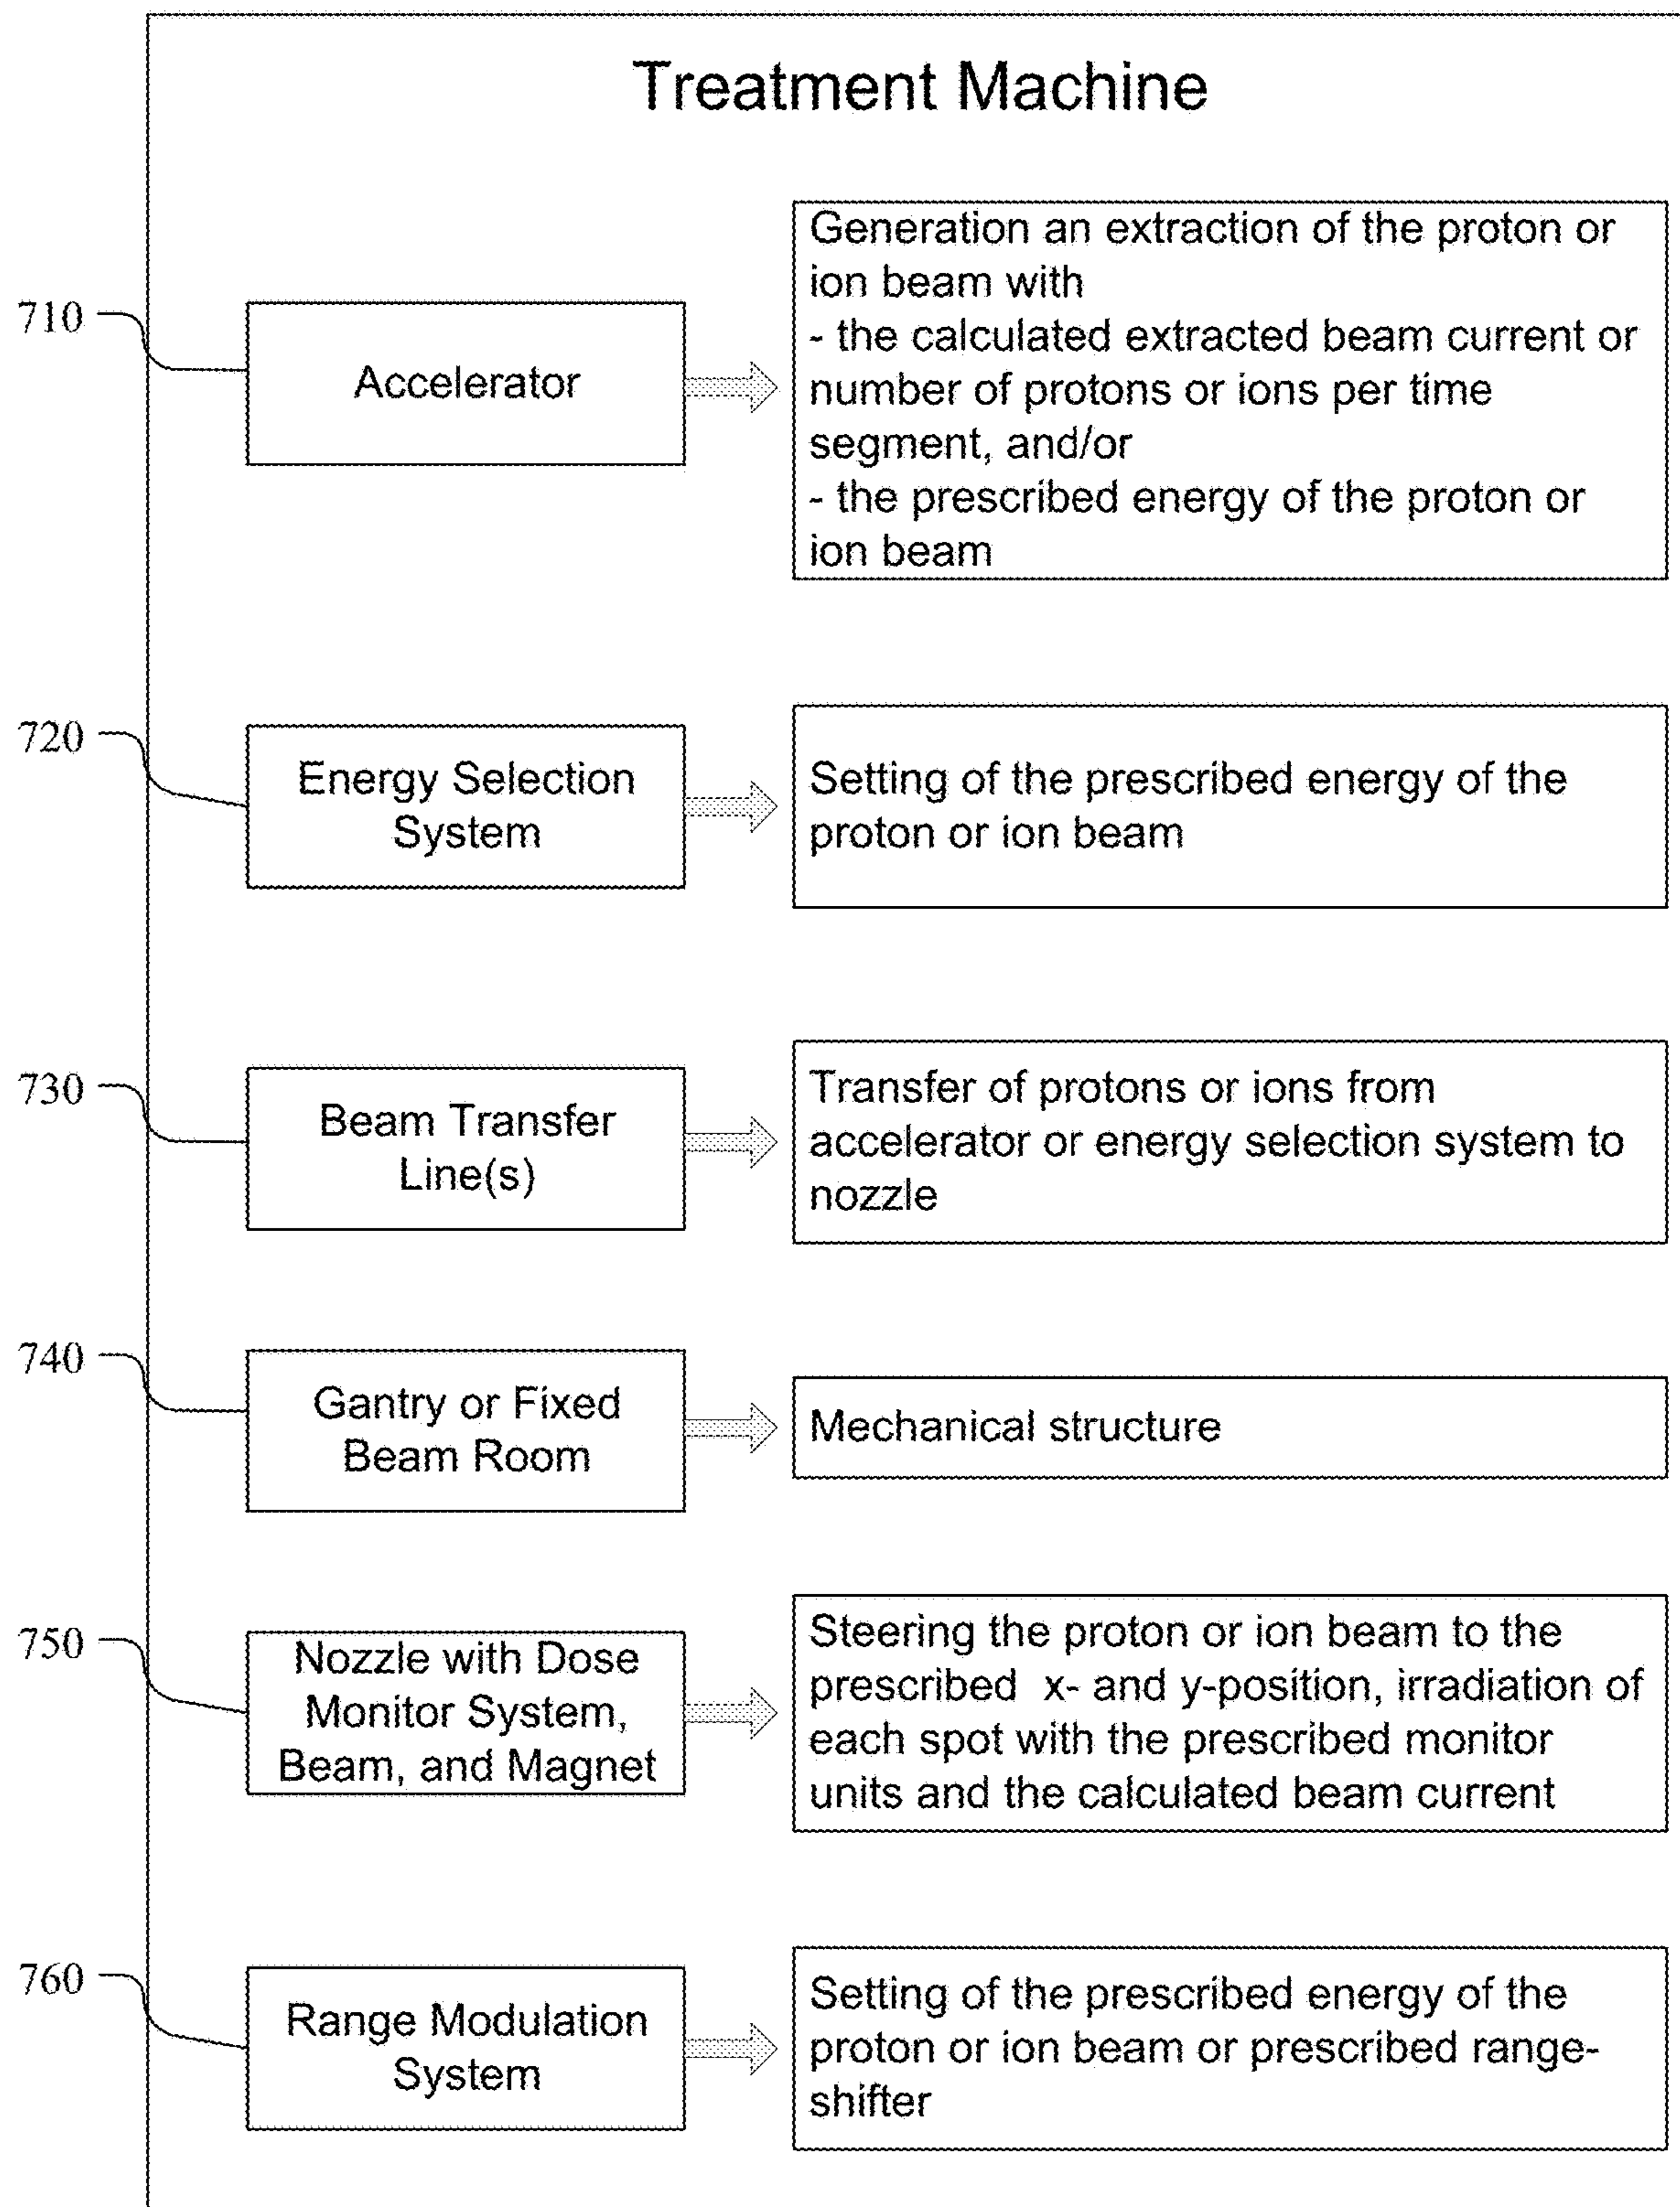 Treatment Machine
710
Accelerator
Generation an extraction of the proton or
ion beam with
- the calculated extracted beam current or
number of protons or ions per time
segment, and/or
- the prescribed energy of the proton or
ion beam
720
Energy Selection
System
Setting of the prescribed energy of the
proton or ion beam
730
Beam Transfer
Line(s)
Transfer of protons or ions from
accelerator or energy selection system to
nozzle
740
Gantry or Fixed
Beam Room
Mechanical structure
750
Nozzle with Dose
Monitor System,
Beam, and Magnet
Steering the proton or ion beam to the
prescribed x- and y-position, irradiation of
each spot with the prescribed monitor
units and the calculated beam current
760
Range Modulation
System
Setting of the prescribed energy of the
proton or ion beam or prescribed range-
shifter